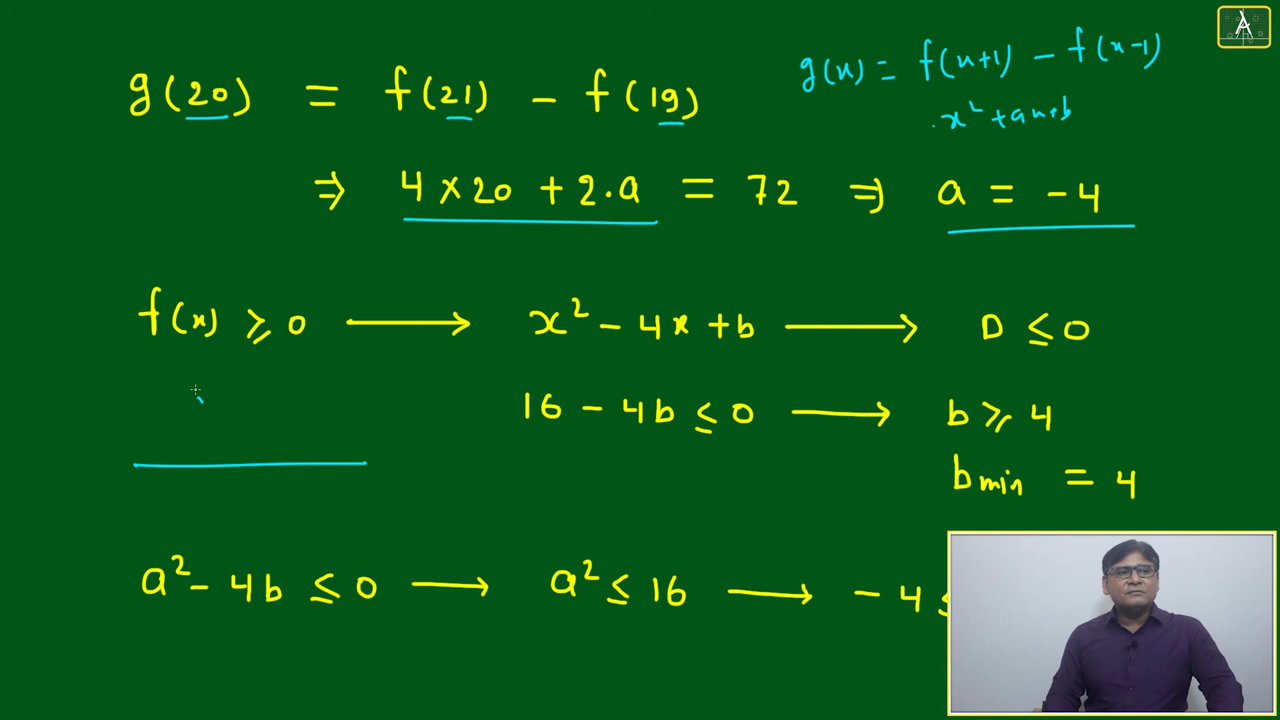 g(20) = f(21) - f(19)
g(x) = f(x+1) - f(x-1)
x² + ax + b
⇒ 4 × 20 + 2·a = 72 ⇒ a = -4
f(x) ≥ 0 ⟶ x² - 4x + b ⟶ D ≤ 0
16 - 4b ≤ 0 ⟶ b ≥ 4
bmin = 4
a² - 4b ≤ 0 ⟶ a² ≤ 16 ⟶ - 4 ≤
A